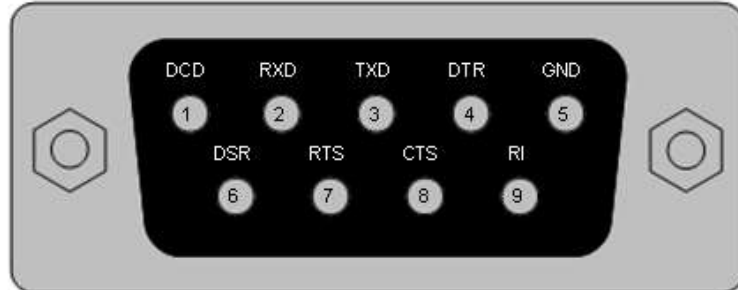 DCD RXD TXD DTR GND
1 2 3 4 5
DSR RTS CTS RI
6 7 8 9